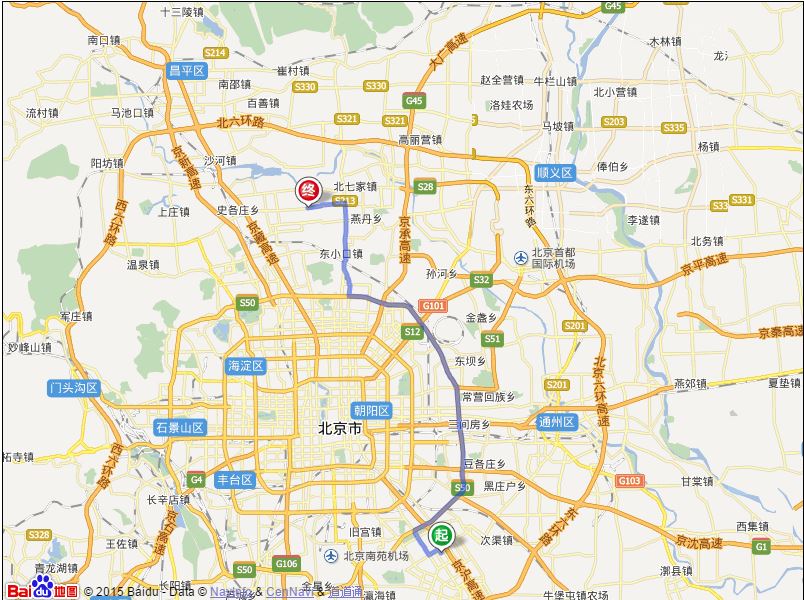 十三陵镇
G45
南口镇
S214
大广高速
木林镇
昌平区
崔村镇
赵全营镇
牛栏山镇
南邵镇
S330
S330
北小营镇
流村镇
马池口镇
百善镇
G45
洛娃农场
S321
S321
北六环路
马坡镇
S203
S335
高丽营镇
杨镇
阳坊镇
沙河镇
京新高速
顺义区
俸伯乡
终
北七家镇
S28
S213
东六环路
S331
上庄镇
史各庄乡
燕丹乡
京承高速
李遂镇
西六环路
京藏高速
东小口镇
北务镇
温泉镇
孙河乡
北京首都
国际机场
京平高速
S32
S50
G101
军庄镇
金盏乡
S201
S12
S51
京秦高速
妙峰山镇
海淀区
东坝乡
北京六环高速
门头沟区
常营回族乡
S201
燕郊镇
夏垫镇
朝阳区
石景山区
北京市
三间房乡
通州区
西六环路
豆各庄乡
G4
丰台区
S50
黑庄户乡
G103
甘棠镇
长辛店镇
京石高速
S328
王佐镇
旧宫镇
起
次渠镇
东六环路
西集镇
京沈高速
G1
北京南苑机场
青龙湖镇
S50
G106
京沪高速
漷县镇
长阳镇
瀛海镇
牛堡屯镇
Bai du 地图
© 2015 Baidu - Data © NavInfo & CenNavi & 道道通